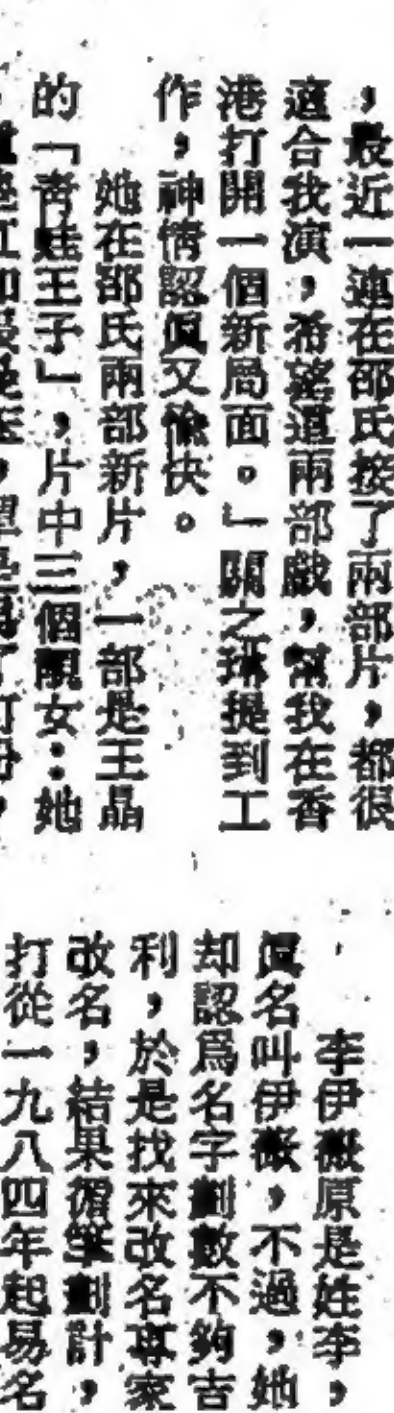 ，最近一連在邵氏接了兩部片，都很
適合我演，希望這兩部戲，幫我在香
港打開一個新局面。」關之琳提到工
作，神情認眞又愉快。
她在邵氏兩部新片，一部是王晶
的「靑蛙王子」，片中三個靚女：她
李伊薇原是姓李，
眞名叫伊薇，不過，她
却認爲名字劃數不夠吉
利，於是找來改名專家
改名，結果循筆劃計，
打從一九八四年起易名